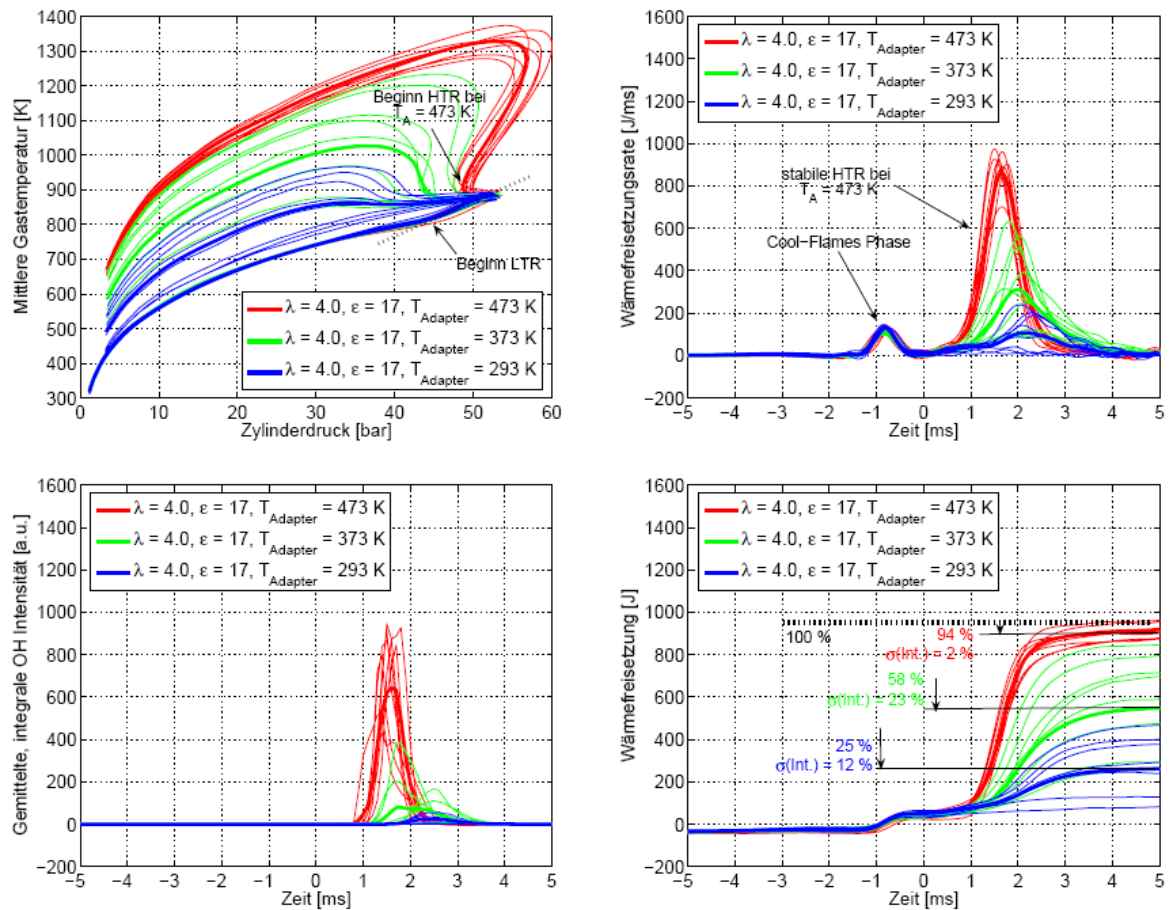 1400
1300
1200
1100
1000
900
800
700
600
500
400
300
0
10
20
30
40
50
60
Mittlere Gastemperatur [K]
Zylinderdruck [bar]
Beginn HTR bei
T_A = 473 K
Beginn LTR
λ = 4.0, ε = 17, T_Adapter = 473 K
λ = 4.0, ε = 17, T_Adapter = 373 K
λ = 4.0, ε = 17, T_Adapter = 293 K
1600
1400
1200
1000
800
600
400
200
0
−200
−5
−4
−3
−2
−1
0
1
2
3
4
5
Wärmefreisetzungsrate [J/ms]
Zeit [ms]
λ = 4.0, ε = 17, T_Adapter = 473 K
λ = 4.0, ε = 17, T_Adapter = 373 K
λ = 4.0, ε = 17, T_Adapter = 293 K
stabile HTR bei
T_A = 473 K
Cool−Flames Phase
1600
1400
1200
1000
800
600
400
200
0
−200
−5
−4
−3
−2
−1
0
1
2
3
4
5
Gemittelte, integrale OH Intensität [a.u.]
Zeit [ms]
λ = 4.0, ε = 17, T_Adapter = 473 K
λ = 4.0, ε = 17, T_Adapter = 373 K
λ = 4.0, ε = 17, T_Adapter = 293 K
1600
1400
1200
1000
800
600
400
200
0
−200
−5
−4
−3
−2
−1
0
1
2
3
4
5
Wärmefreisetzung [J]
Zeit [ms]
λ = 4.0, ε = 17, T_Adapter = 473 K
λ = 4.0, ε = 17, T_Adapter = 373 K
λ = 4.0, ε = 17, T_Adapter = 293 K
100 %
94 %
σ(Int.) = 2 %
58 %
σ(Int.) = 23 %
25 %
σ(Int.) = 12 %